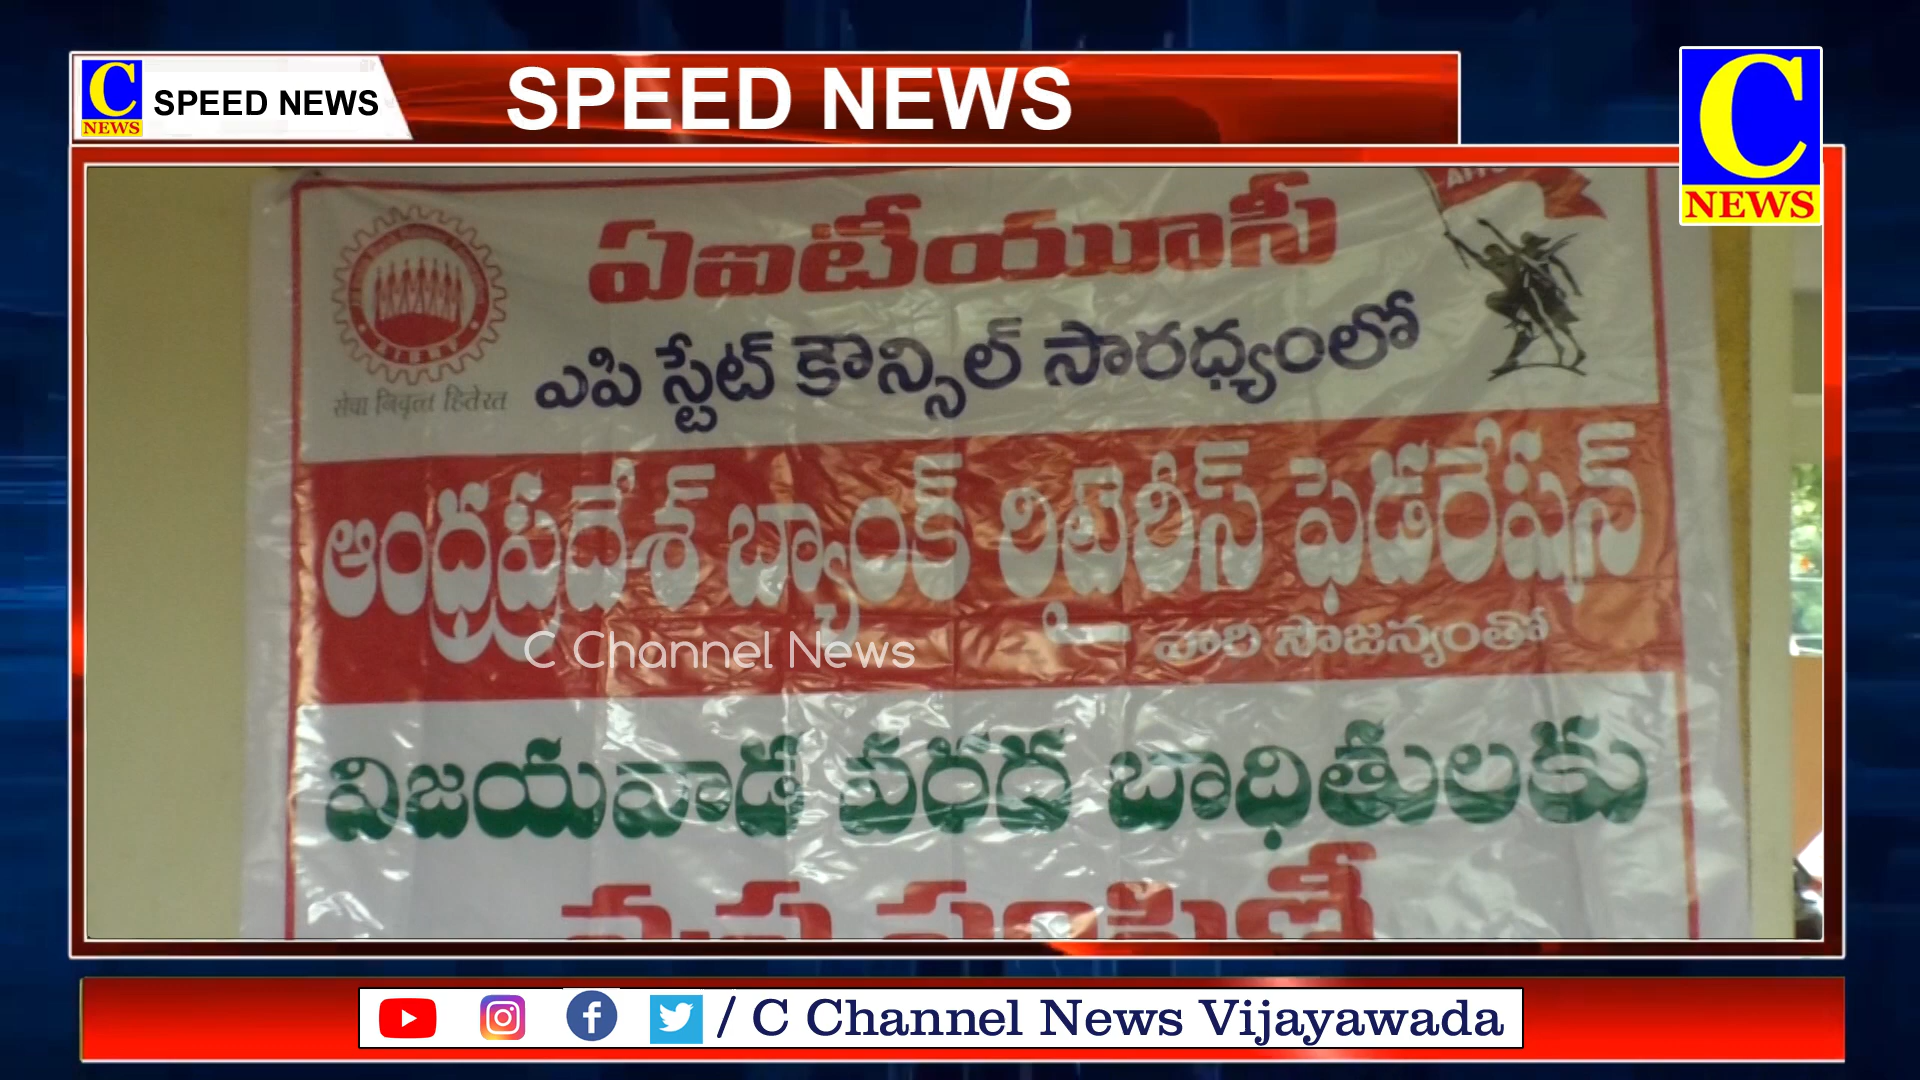 C
NEWS
SPEED NEWS
SPEED NEWS
C
NEWS
ఏఐటీయూసీ
ఎపి స్టేట్ కౌన్సిల్ సారధ్యంలో
सेवा निवृत्त हितेरत
ఆంధ్రప్రదేశ్ బ్యాంక్ రిటైరీస్ ఫెడరేషన్
వారి సౌజన్యంతో
C Channel News
విజయవాడ వరద బాధితులకు
/ C Channel News Vijayawada